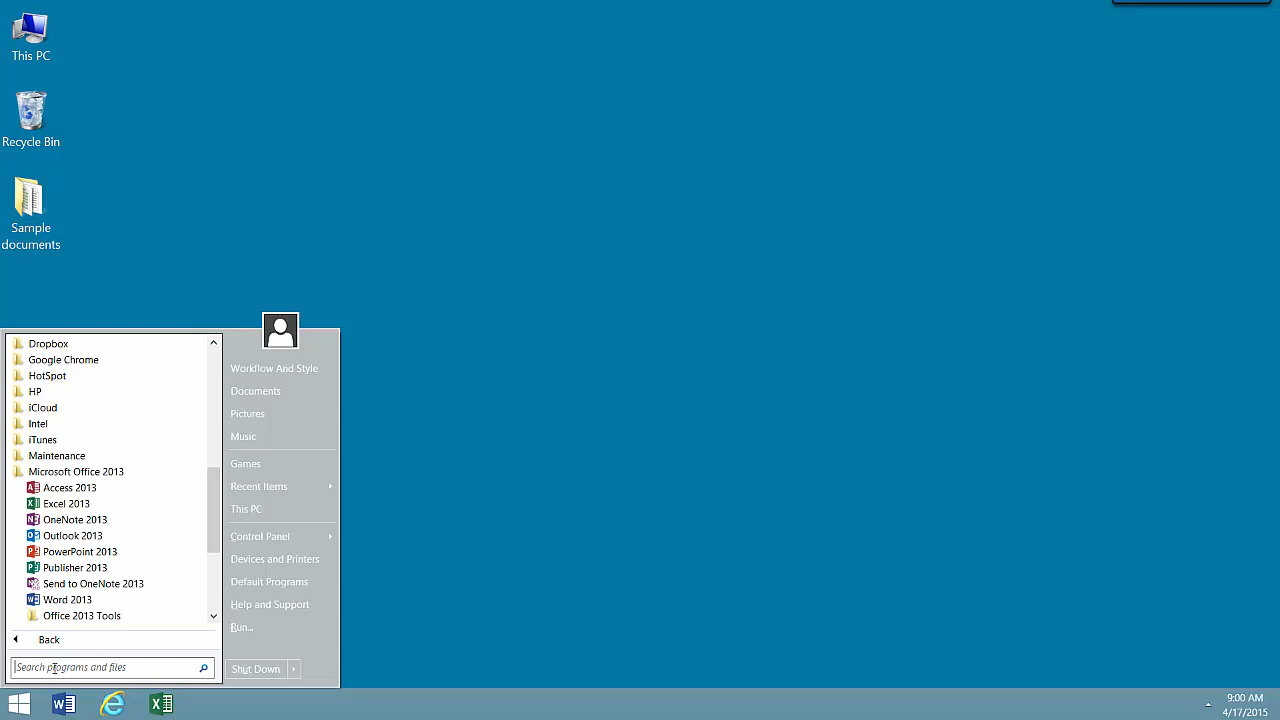 This PC
Recycle Bin
Sample
documents
Dropbox
Google Chrome
HotSpot
HP
iCloud
Intel
iTunes
Maintenance
Microsoft Office 2013
Access 2013
Excel 2013
OneNote 2013
Outlook 2013
PowerPoint 2013
Publisher 2013
Send to OneNote 2013
Word 2013
Office 2013 Tools
Back
Search programs and files
Workflow And Style
Documents
Pictures
Music
Games
Recent Items
This PC
Control Panel
Devices and Printers
Default Programs
Help and Support
Run...
Shut Down
9:00 AM
4/17/2015